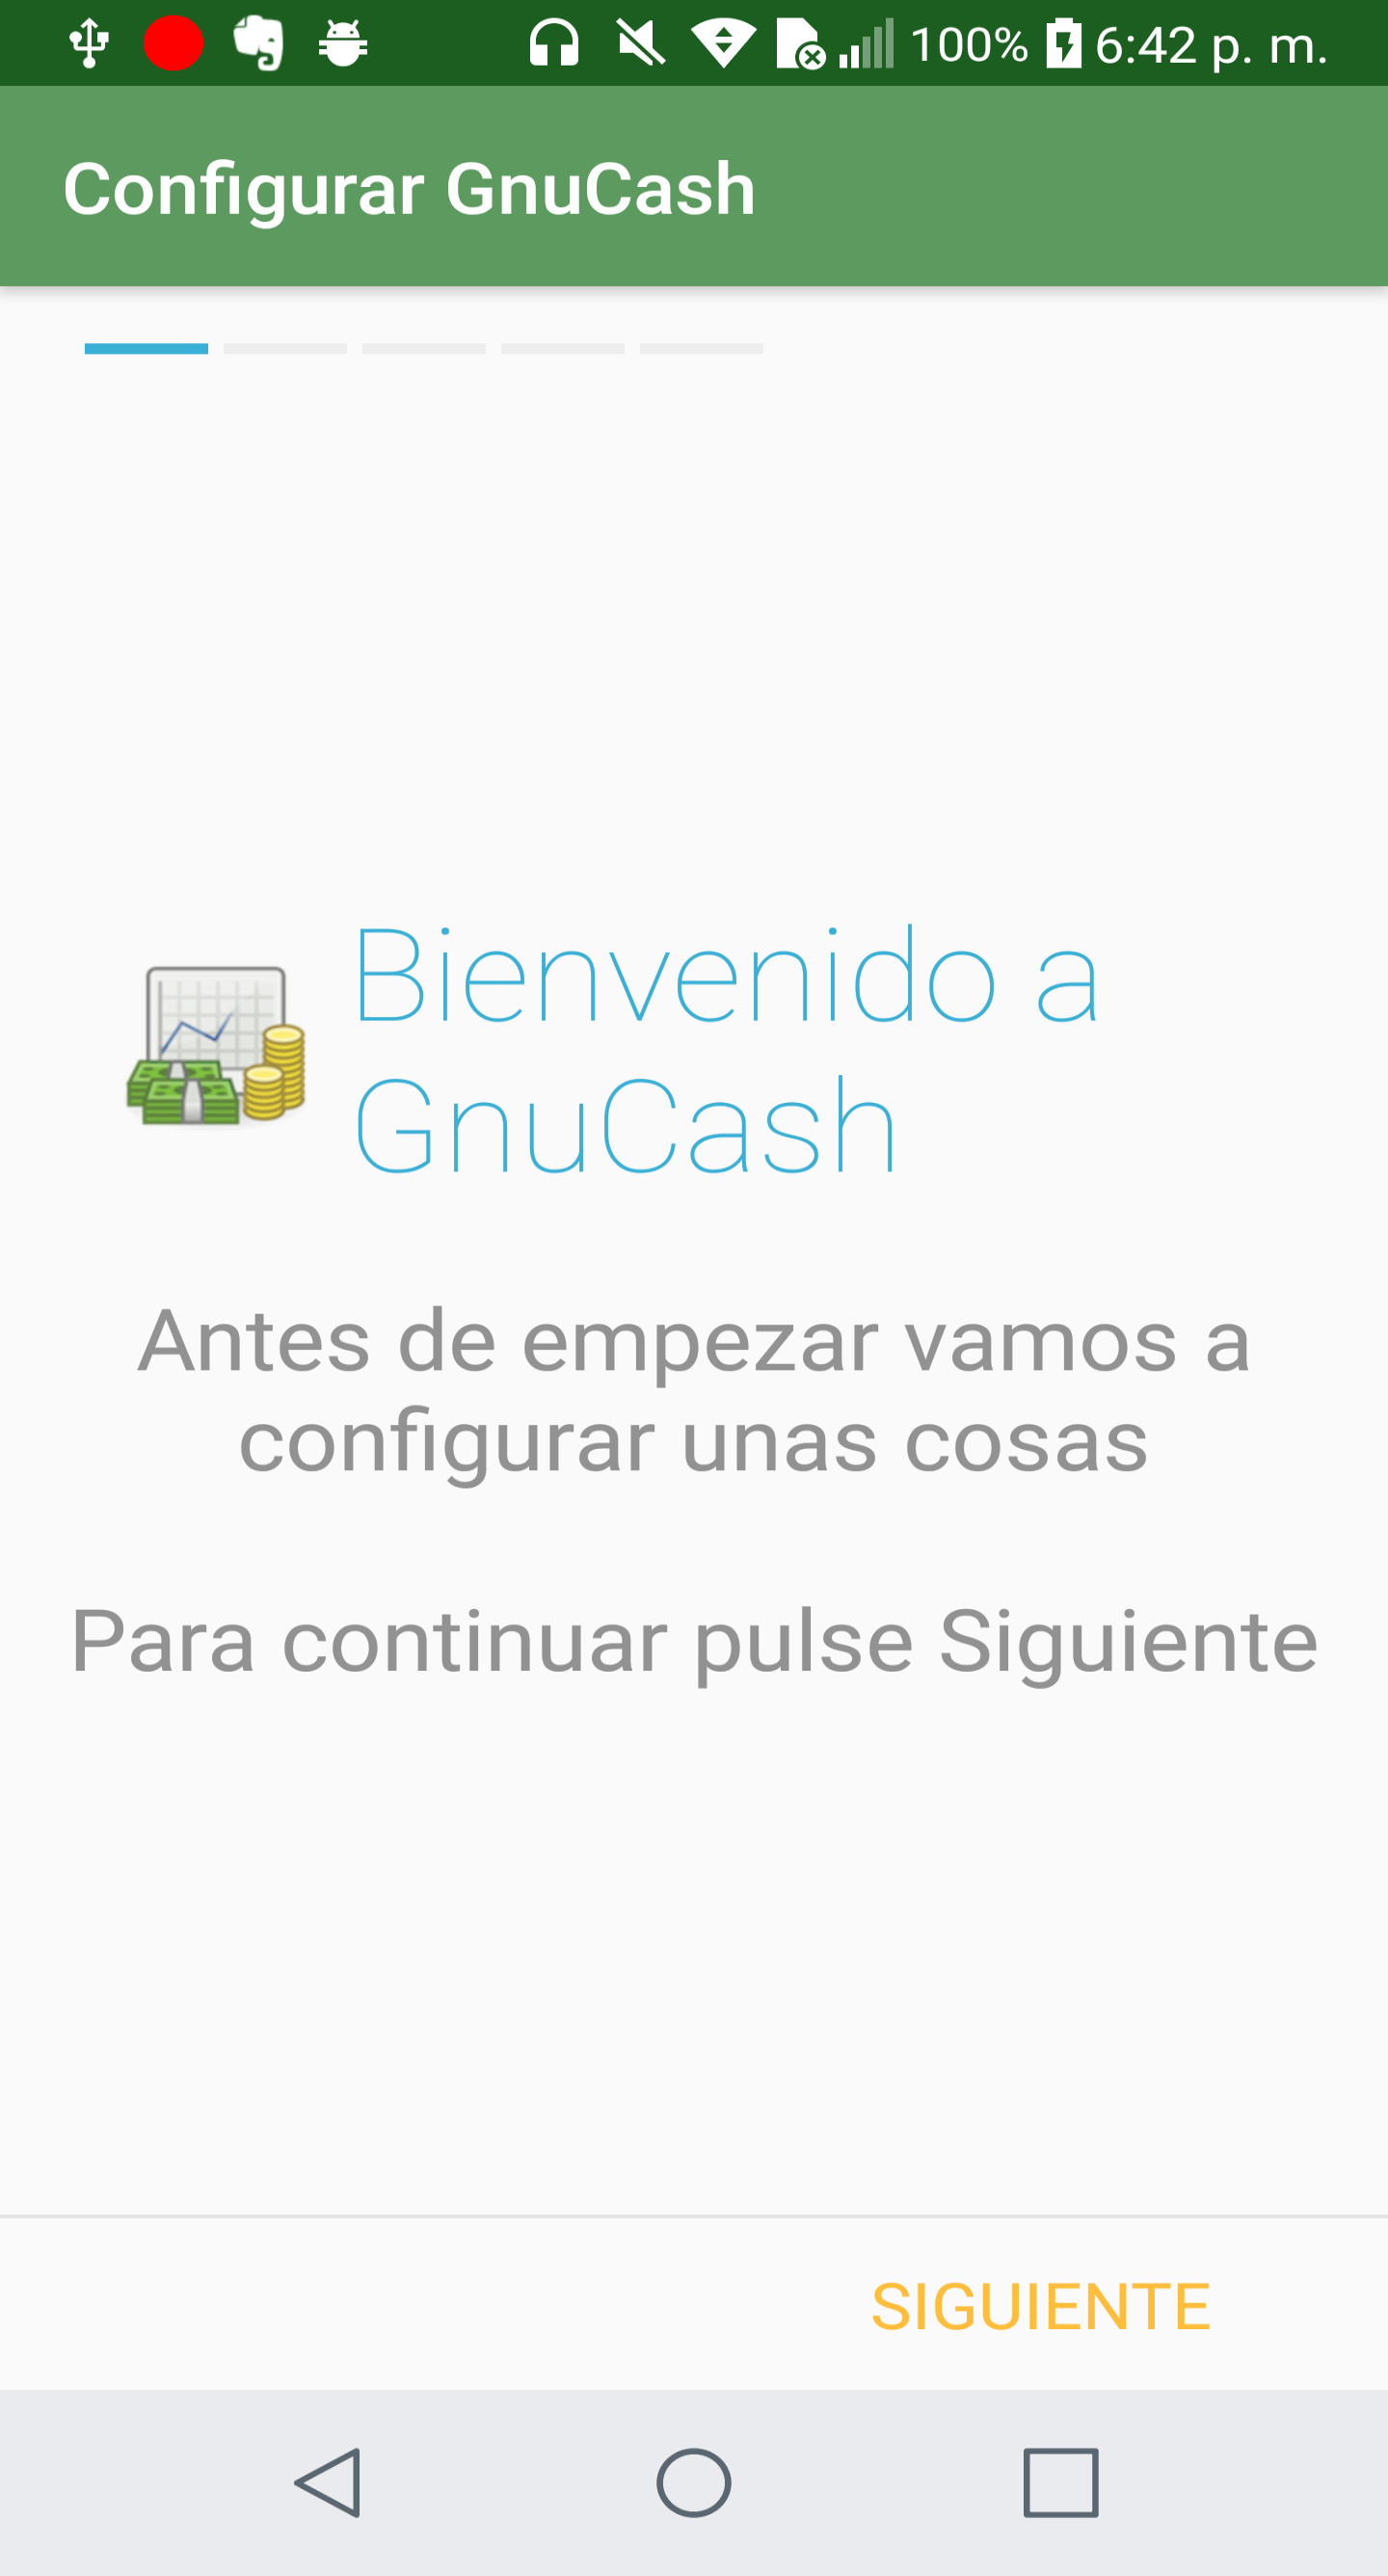 100% 6:42 p. m.
Configurar GnuCash
Bienvenido a
GnuCash
Antes de empezar vamos a
configurar unas cosas
Para continuar pulse Siguiente
SIGUIENTE